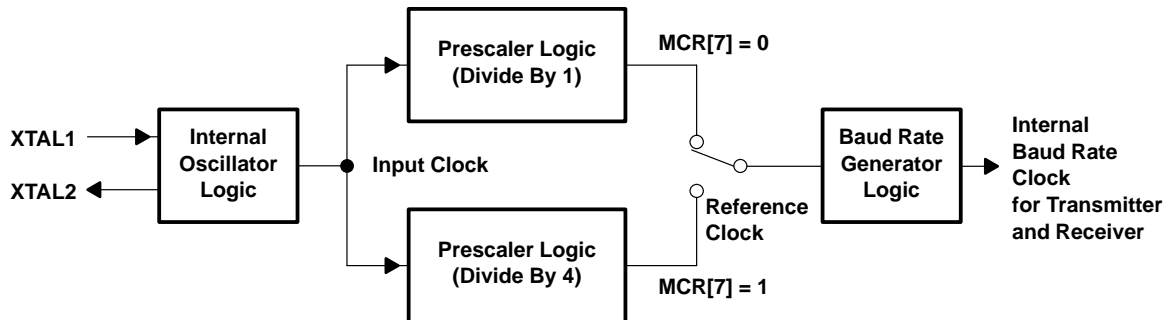 Prescaler Logic
(Divide By 1)
MCR[7] = 0
XTAL1
XTAL2
Internal
Oscillator
Logic
Input Clock
Baud Rate
Generator
Logic
Internal
Baud Rate
Clock
for Transmitter
and Receiver
Reference
Clock
Prescaler Logic
(Divide By 4)
MCR[7] = 1